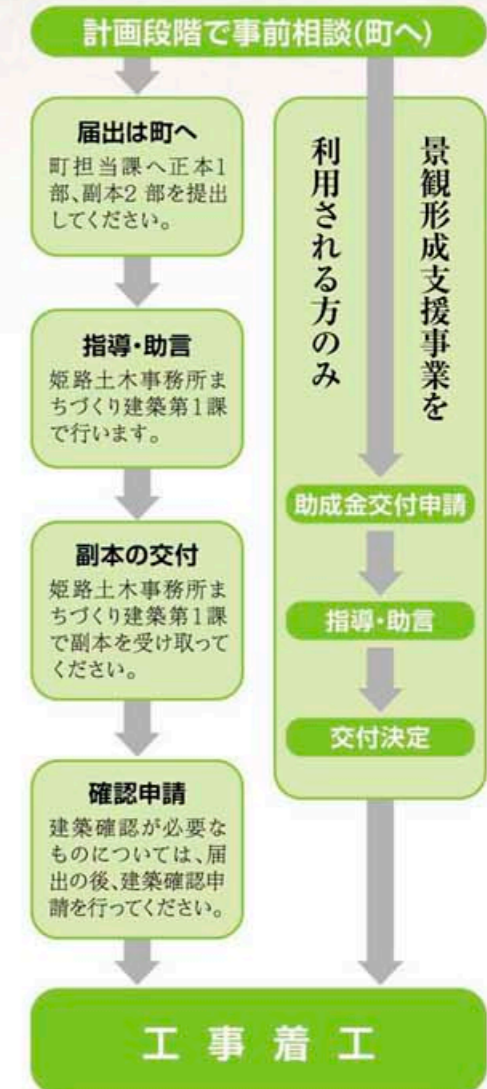 計画段階で事前相談(町へ)
届出は町へ
町担当課へ正本1
部、副本2 部を提出
してください。
指導・助言
姫路土木事務所ま
ちづくり建築第1課
で行います。
副本の交付
姫路土木事務所ま
ちづくり建築第1課
で副本を受け取って
ください。
確認申請
建築確認が必要な
ものについては、届
出の後、建築確認申
請を行ってください。
景観形成支援事業を
利用される方のみ
助成金交付申請
指導・助言
交付決定
工事着工